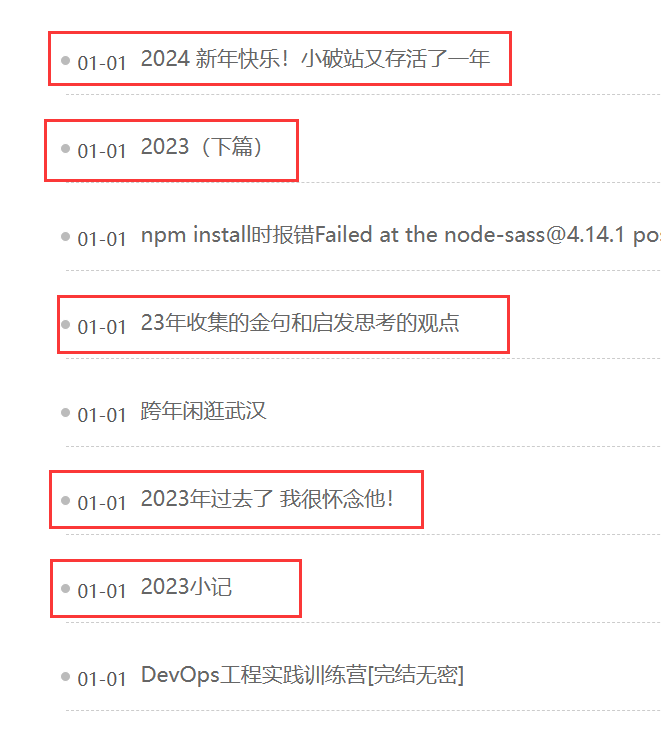 01-01 2024 新年快乐！小破站又存活了一年
01-01 2023（下篇）
01-01 npm install时报错Failed at the node-sass@4.14.1 pos
01-01 23年收集的金句和启发思考的观点
01-01 跨年闲逛武汉
01-01 2023年过去了 我很怀念他！
01-01 2023小记
01-01 DevOps工程实践训练营[完结无密]